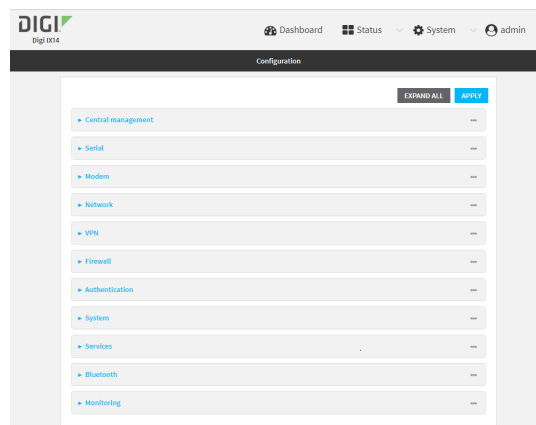 DIGI
Digi IX14
Dashboard
Status
System
admin
Configuration
EXPAND ALL
APPLY
Central management
Serial
Modem
Network
VPN
Firewall
Authentication
System
Services
Bluetooth
Monitoring